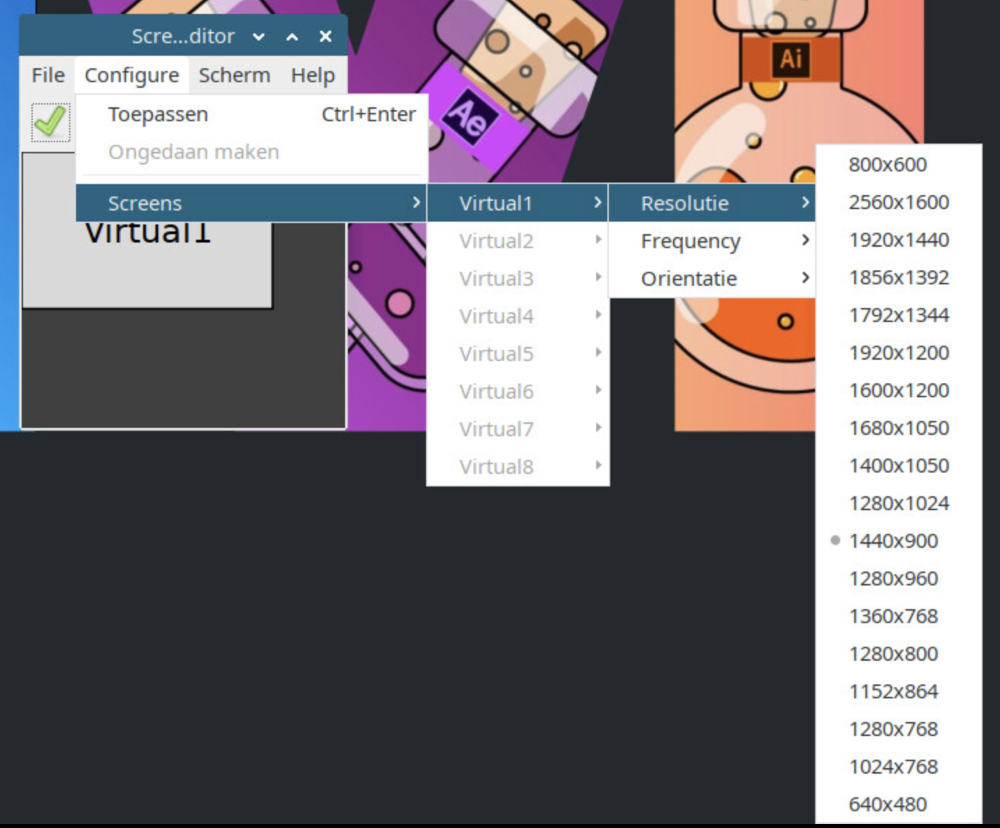 Scre...ditor
File Configure Scherm Help
Toepassen Ctrl+Enter
Ongedaan maken
Screens
Virtual1
Virtual1
Virtual2
Virtual3
Virtual4
Virtual5
Virtual6
Virtual7
Virtual8
Resolutie
Frequency
Orientatie
800x600
2560x1600
1920x1440
1856x1392
1792x1344
1920x1200
1600x1200
1680x1050
1400x1050
1280x1024
1440x900
1280x960
1360x768
1280x800
1152x864
1280x768
1024x768
640x480
Ae
Ai